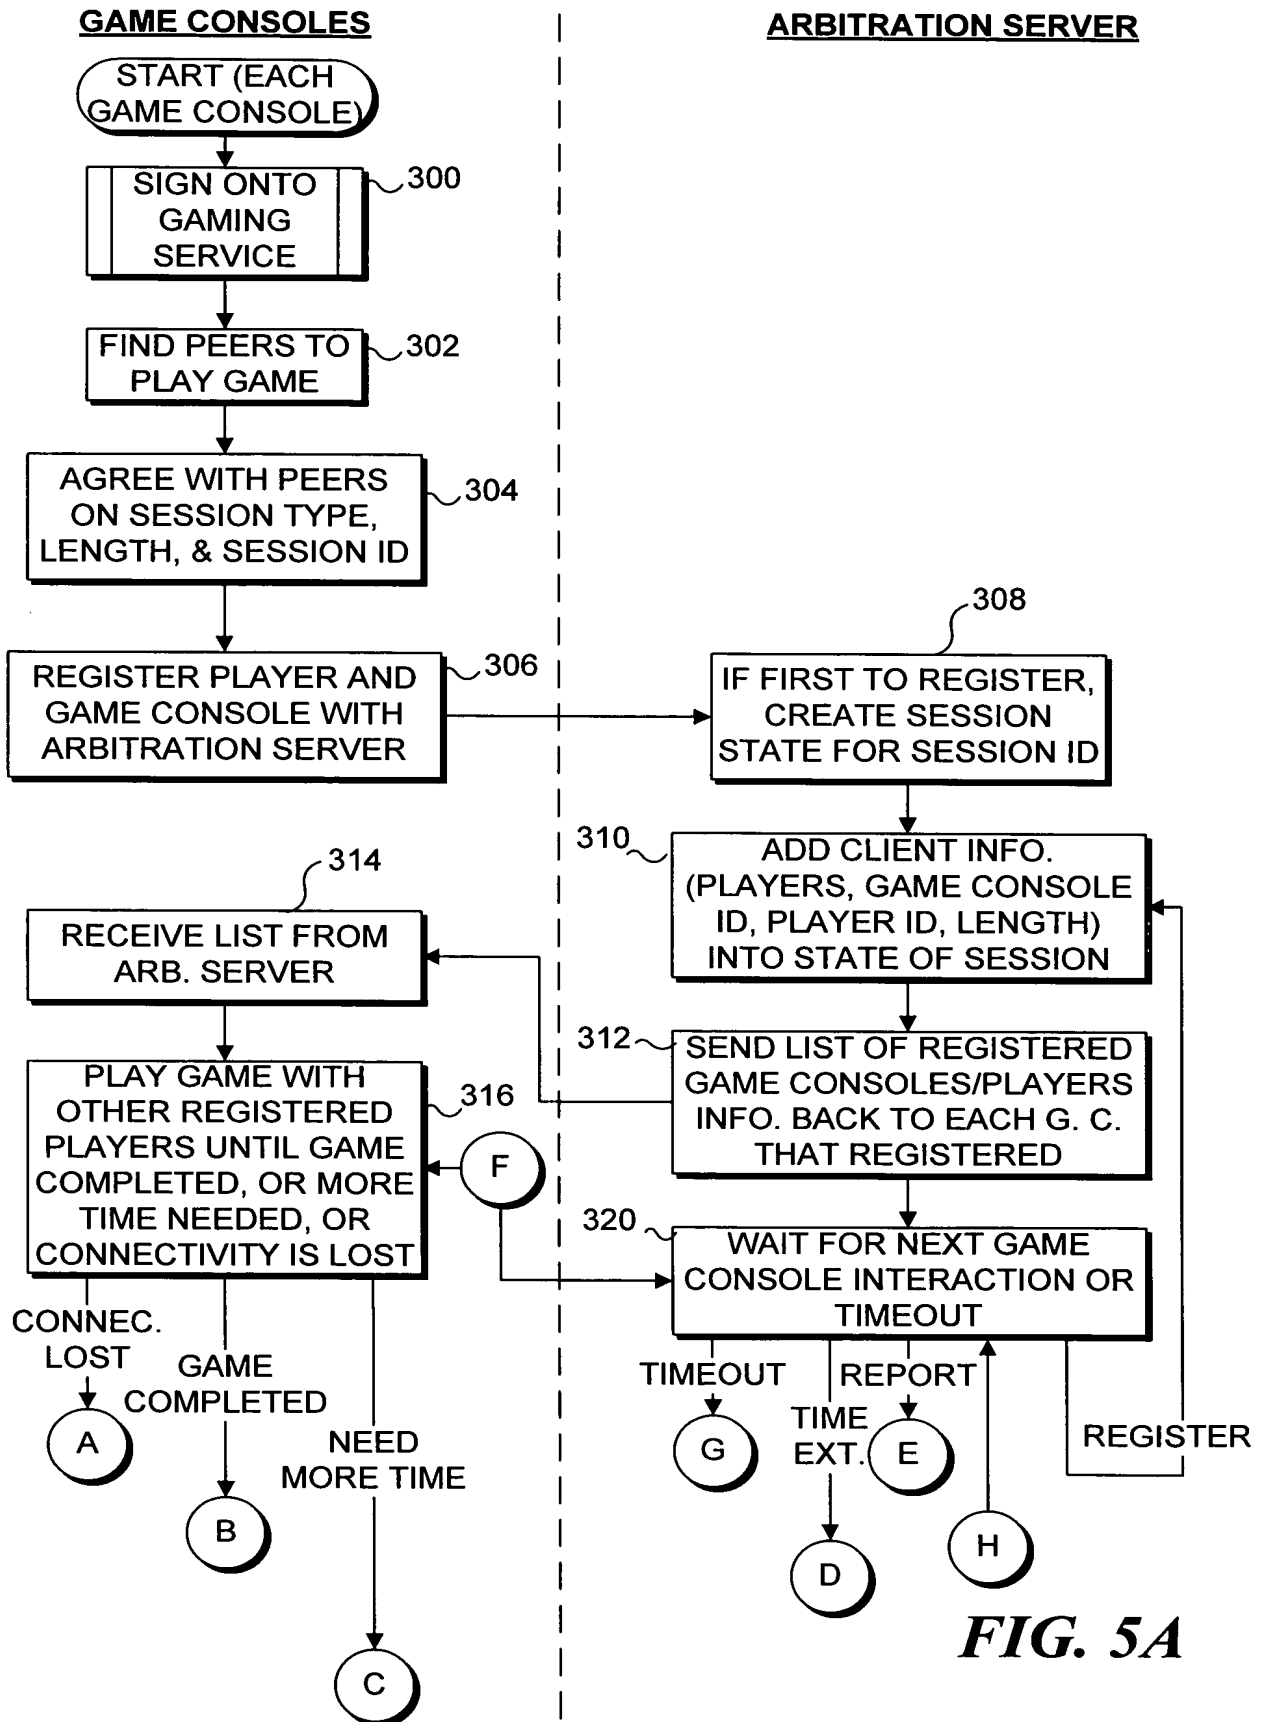 GAME CONSOLES
ARBITRATION SERVER
START (EACH
GAME CONSOLE)
SIGN ONTO
GAMING
SERVICE
300
FIND PEERS TO
PLAY GAME
302
AGREE WITH PEERS
ON SESSION TYPE,
LENGTH, & SESSION ID
304
REGISTER PLAYER AND
GAME CONSOLE WITH
ARBITRATION SERVER
306
308
IF FIRST TO REGISTER,
CREATE SESSION
STATE FOR SESSION ID
310
ADD CLIENT INFO.
(PLAYERS, GAME CONSOLE
ID, PLAYER ID, LENGTH)
INTO STATE OF SESSION
314
RECEIVE LIST FROM
ARB. SERVER
312
SEND LIST OF REGISTERED
GAME CONSOLES/PLAYERS
INFO. BACK TO EACH G. C.
THAT REGISTERED
PLAY GAME WITH
OTHER REGISTERED
PLAYERS UNTIL GAME
COMPLETED, OR MORE
TIME NEEDED, OR
CONNECTIVITY IS LOST
316
F
320
WAIT FOR NEXT GAME
CONSOLE INTERACTION OR
TIMEOUT
CONNEC.
LOST
A
GAME
COMPLETED
B
NEED
MORE TIME
C
TIMEOUT
G
TIME
EXT.
D
REPORT
E
H
REGISTER
FIG. 5A